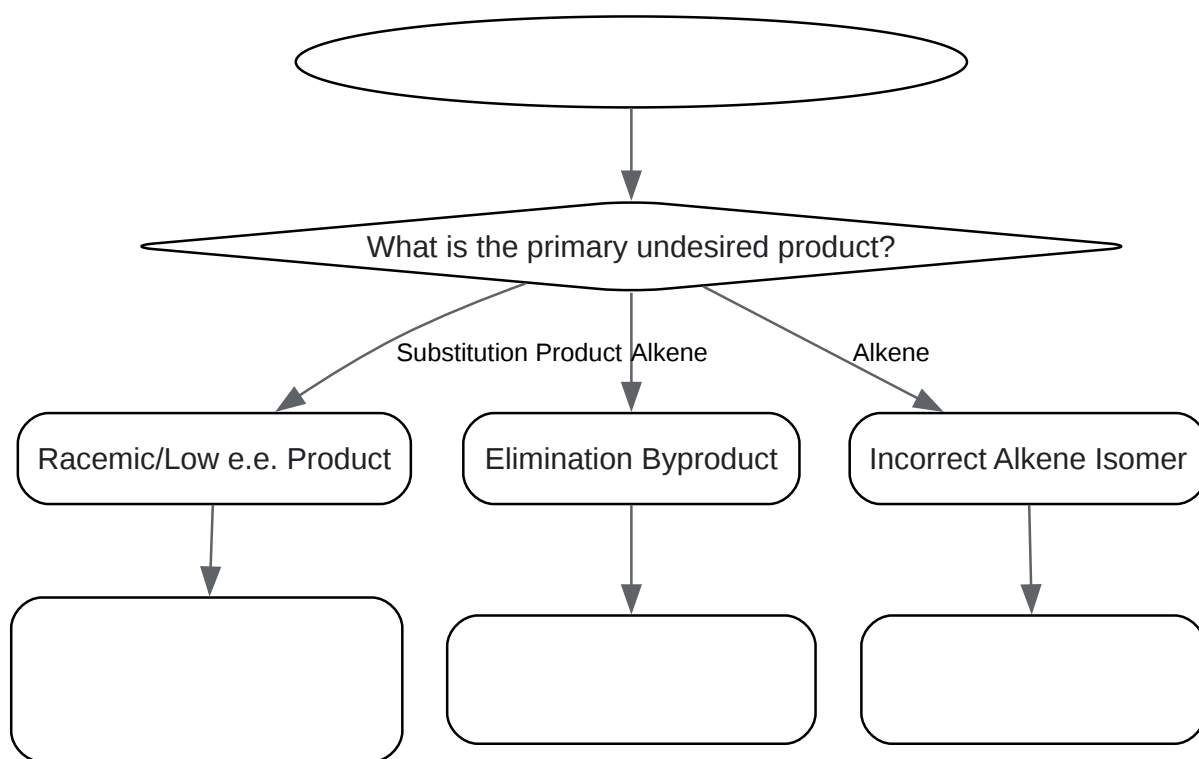 What is the primary undesired product?
Substitution Product
Alkene
Alkene
Racemic/Low e.e. Product
Elimination Byproduct
Incorrect Alkene Isomer